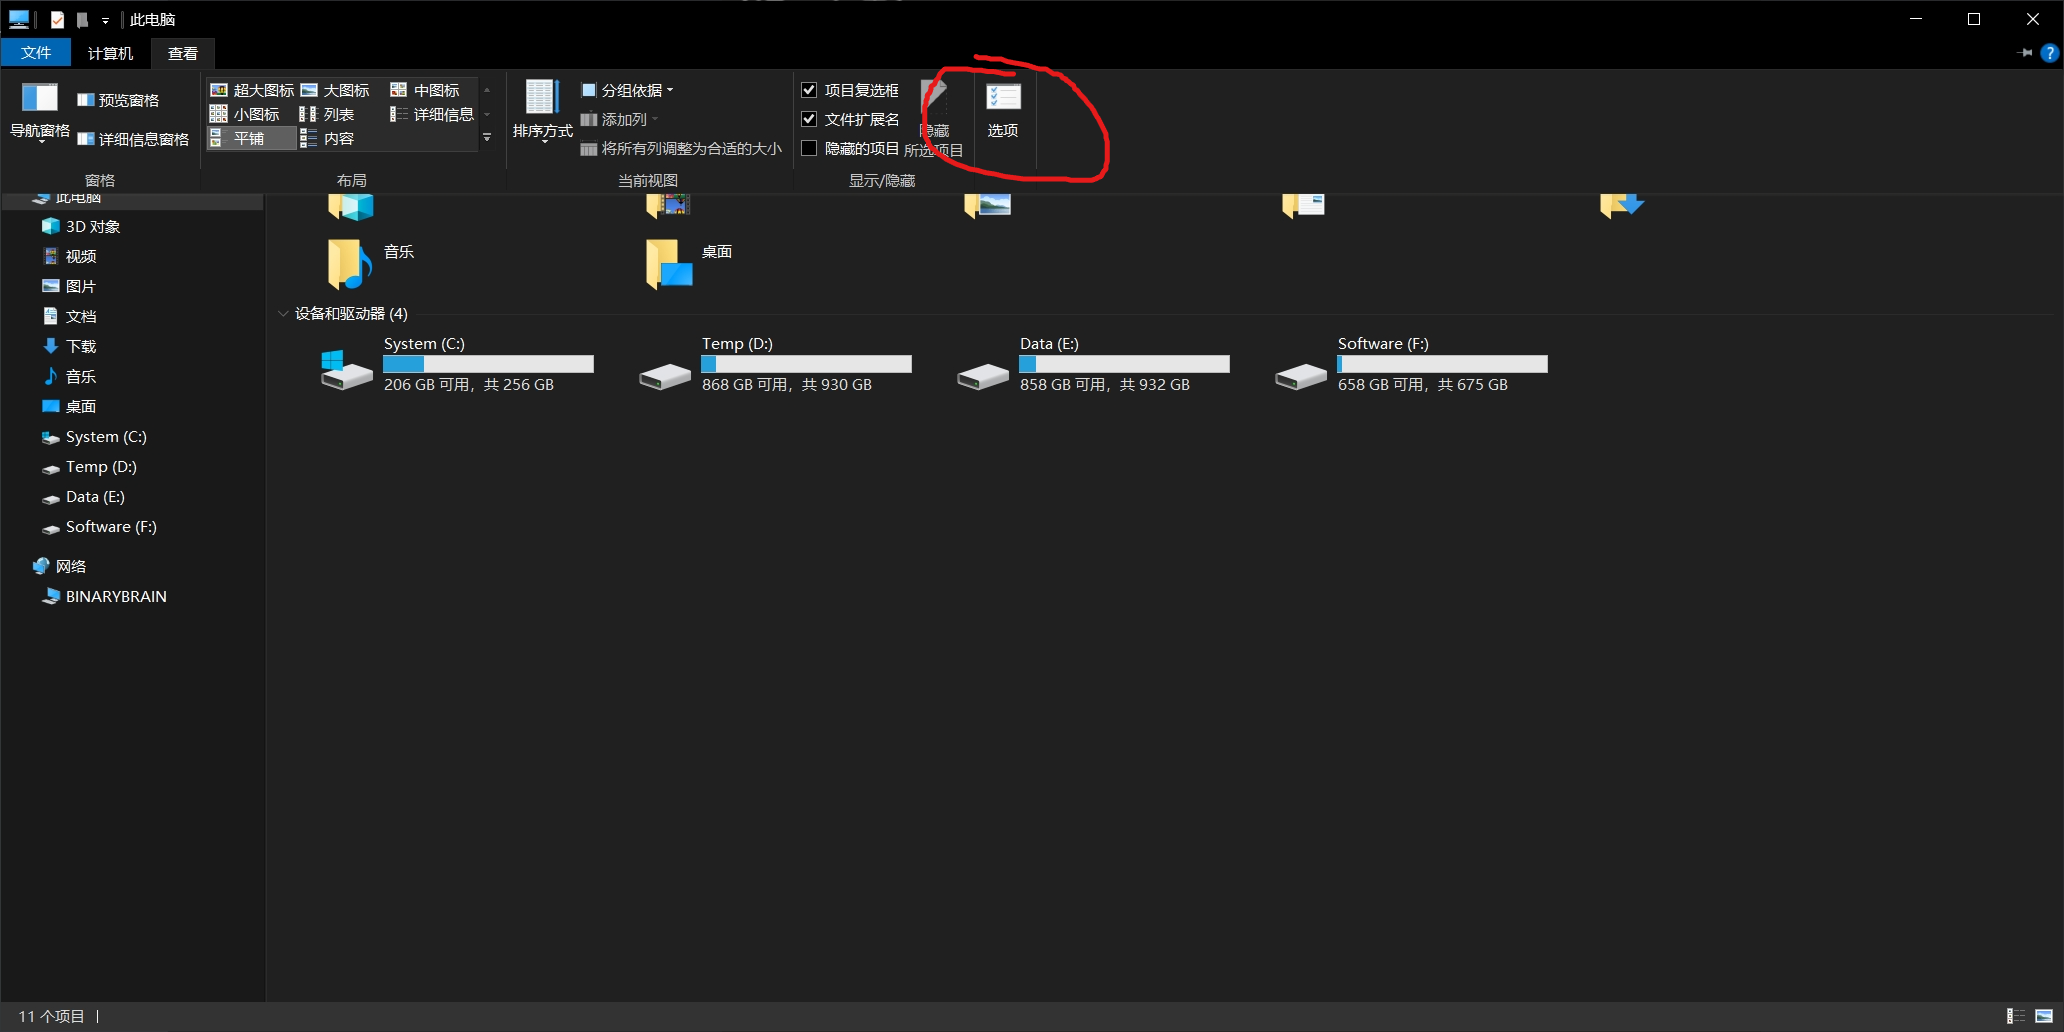 此电脑
文件 计算机 查看
导航窗格
预览窗格
详细信息窗格
窗格
超大图标 大图标 中图标
小图标 列表 详细信息
平铺 内容
布局
排序方式
分组依据
添加列
将所有列调整为合适的大小
当前视图
项目复选框
文件扩展名
隐藏的项目
隐藏
所选项目
显示/隐藏
选项
此电脑
3D 对象
视频
图片
文档
下载
音乐
桌面
System (C:)
Temp (D:)
Data (E:)
Software (F:)
网络
BINARYBRAIN
音乐
桌面
设备和驱动器 (4)
System (C:)
206 GB 可用，共 256 GB
Temp (D:)
868 GB 可用，共 930 GB
Data (E:)
858 GB 可用，共 932 GB
Software (F:)
658 GB 可用，共 675 GB
11 个项目